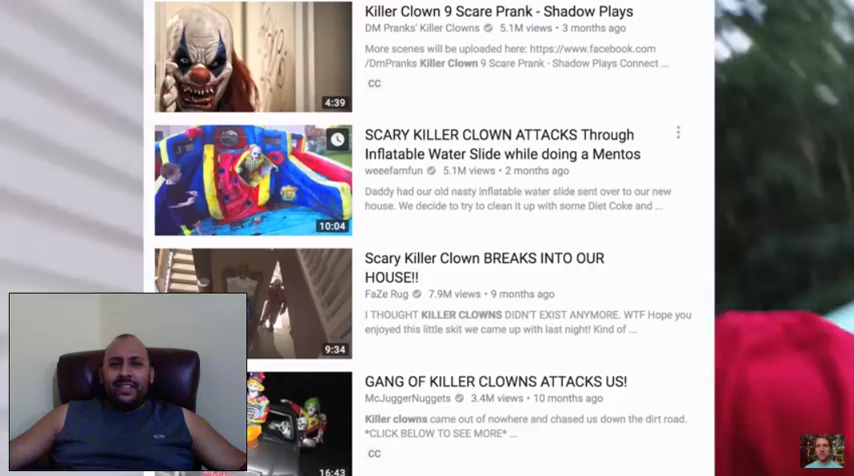 Killer Clown 9 Scare Prank - Shadow Plays
DM Pranks' Killer Clowns 5.1M views • 3 months ago
More scenes will be uploaded here: https://www.facebook.com
/DmPranks Killer Clown 9 Scare Prank - Shadow Plays Connect ...
CC
4:39
SCARY KILLER CLOWN ATTACKS Through
Inflatable Water Slide while doing a Mentos
weeefamfun 5.1M views • 2 months ago
Daddy had our old nasty inflatable water slide sent over to our new
house. We decide to try to clean it up with some Diet Coke and ...
10:04
Scary Killer Clown BREAKS INTO OUR
HOUSE!!
FaZe Rug 7.9M views • 9 months ago
I THOUGHT KILLER CLOWNS DIDN'T EXIST ANYMORE. WTF Hope you
enjoyed this little skit we came up with last night! Kind of ...
9:34
GANG OF KILLER CLOWNS ATTACKS US!
McJuggerNuggets 3.4M views • 10 months ago
Killer clowns came out of nowhere and chased us down the dirt road.
*CLICK BELOW TO SEE MORE* ...
CC
16:43